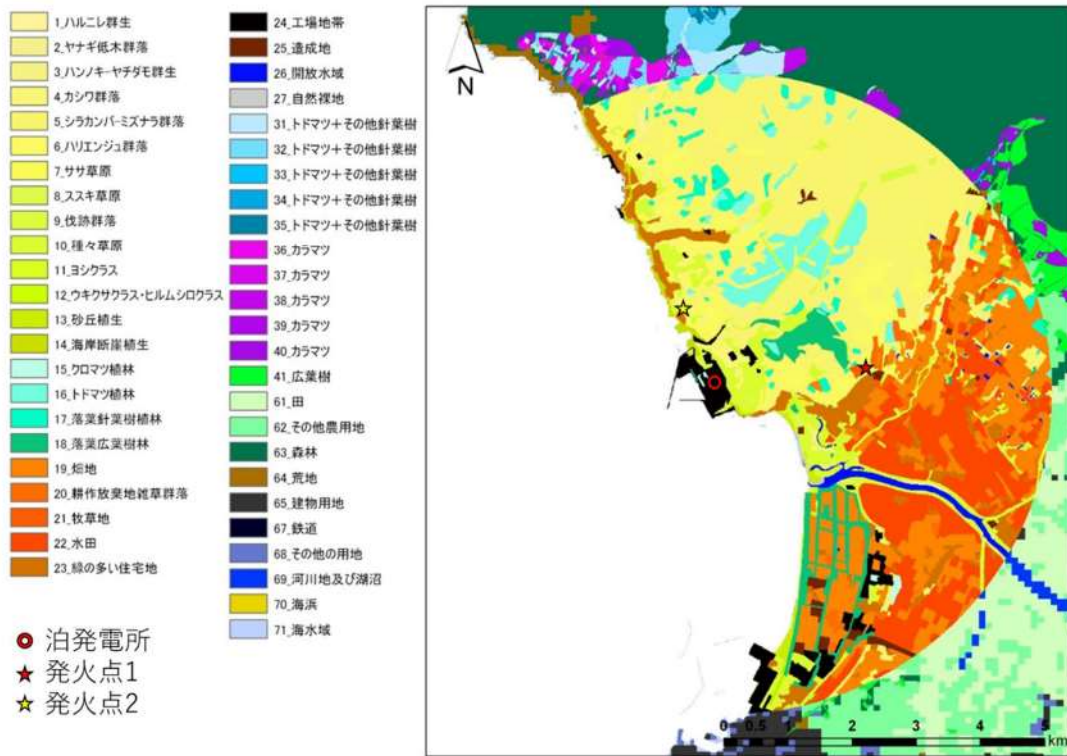 1_ハルニレ群生
2_ヤナギ低木群落
3_ハンノキ-ヤチダモ群生
4_カシワ群落
5_シラカンバ-ミズナラ群落
6_ハリエンジュ群落
7_ササ草原
8_ススキ草原
9_伐跡群落
10_種々草原
11_ヨシクラス
12_ウキクサクラス・ヒルムシロクラス
13_砂丘植生
14_海岸断崖植生
15_クロマツ植林
16_トドマツ植林
17_落葉針葉樹植林
18_落葉広葉樹林
19_畑地
20_耕作放棄地雑草群落
21_牧草地
22_水田
23_緑の多い住宅地
24_工場地帯
25_造成地
26_開放水域
27_自然裸地
31_トドマツ+その他針葉樹
32_トドマツ+その他針葉樹
33_トドマツ+その他針葉樹
34_トドマツ+その他針葉樹
35_トドマツ+その他針葉樹
36_カラマツ
37_カラマツ
38_カラマツ
39_カラマツ
40_カラマツ
41_広葉樹
61_田
62_その他農用地
63_森林
64_荒地
65_建物用地
67_鉄道
68_その他の用地
69_河川地及び湖沼
70_海浜
71_海水域
泊発電所
発火点1
発火点2
N
0 0.5 1 2 3 4 5
km